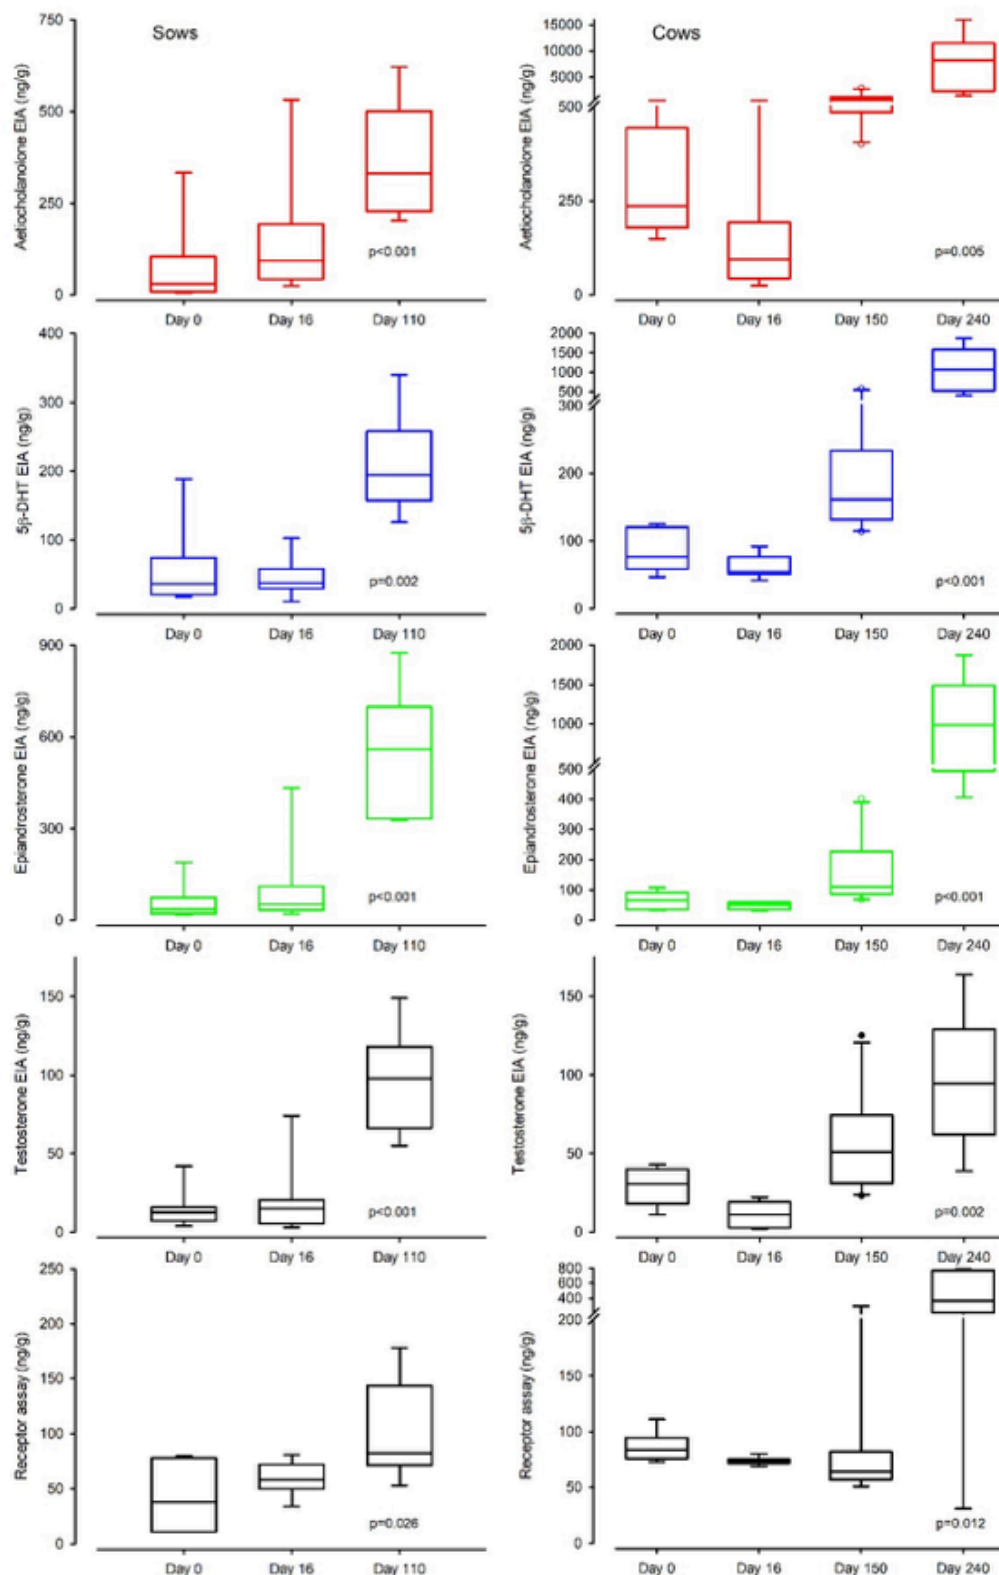 Sows
Aetiocholanolone EIA (ng/g)
750
500
250
0
p<0.001
Day 0 Day 16 Day 110
Cows
Aetiocholanolone EIA (ng/g)
15000
10000
5000
500
250
0
p=0.005
Day 0 Day 16 Day 150 Day 240
5β-DHT EIA (ng/g)
400
300
200
100
0
p=0.002
Day 0 Day 16 Day 110
5β-DHT EIA (ng/g)
2000
1500
1000
500
300
200
100
0
p<0.001
Day 0 Day 16 Day 150 Day 240
Epiandrosterone EIA (ng/g)
900
600
300
0
p<0.001
Day 0 Day 16 Day 110
Epiandrosterone EIA (ng/g)
2000
1500
1000
500
400
300
200
100
0
p<0.001
Day 0 Day 16 Day 150 Day 240
Testosterone EIA (ng/g)
150
100
50
0
p<0.001
Day 0 Day 16 Day 110
Testosterone EIA (ng/g)
150
100
50
0
p=0.002
Day 0 Day 16 Day 150 Day 240
Receptor assay (ng/g)
250
200
150
100
50
0
p=0.026
Day 0 Day 16 Day 110
Receptor assay (ng/g)
800
600
400
200
150
100
50
0
p=0.012
Day 0 Day 16 Day 150 Day 240